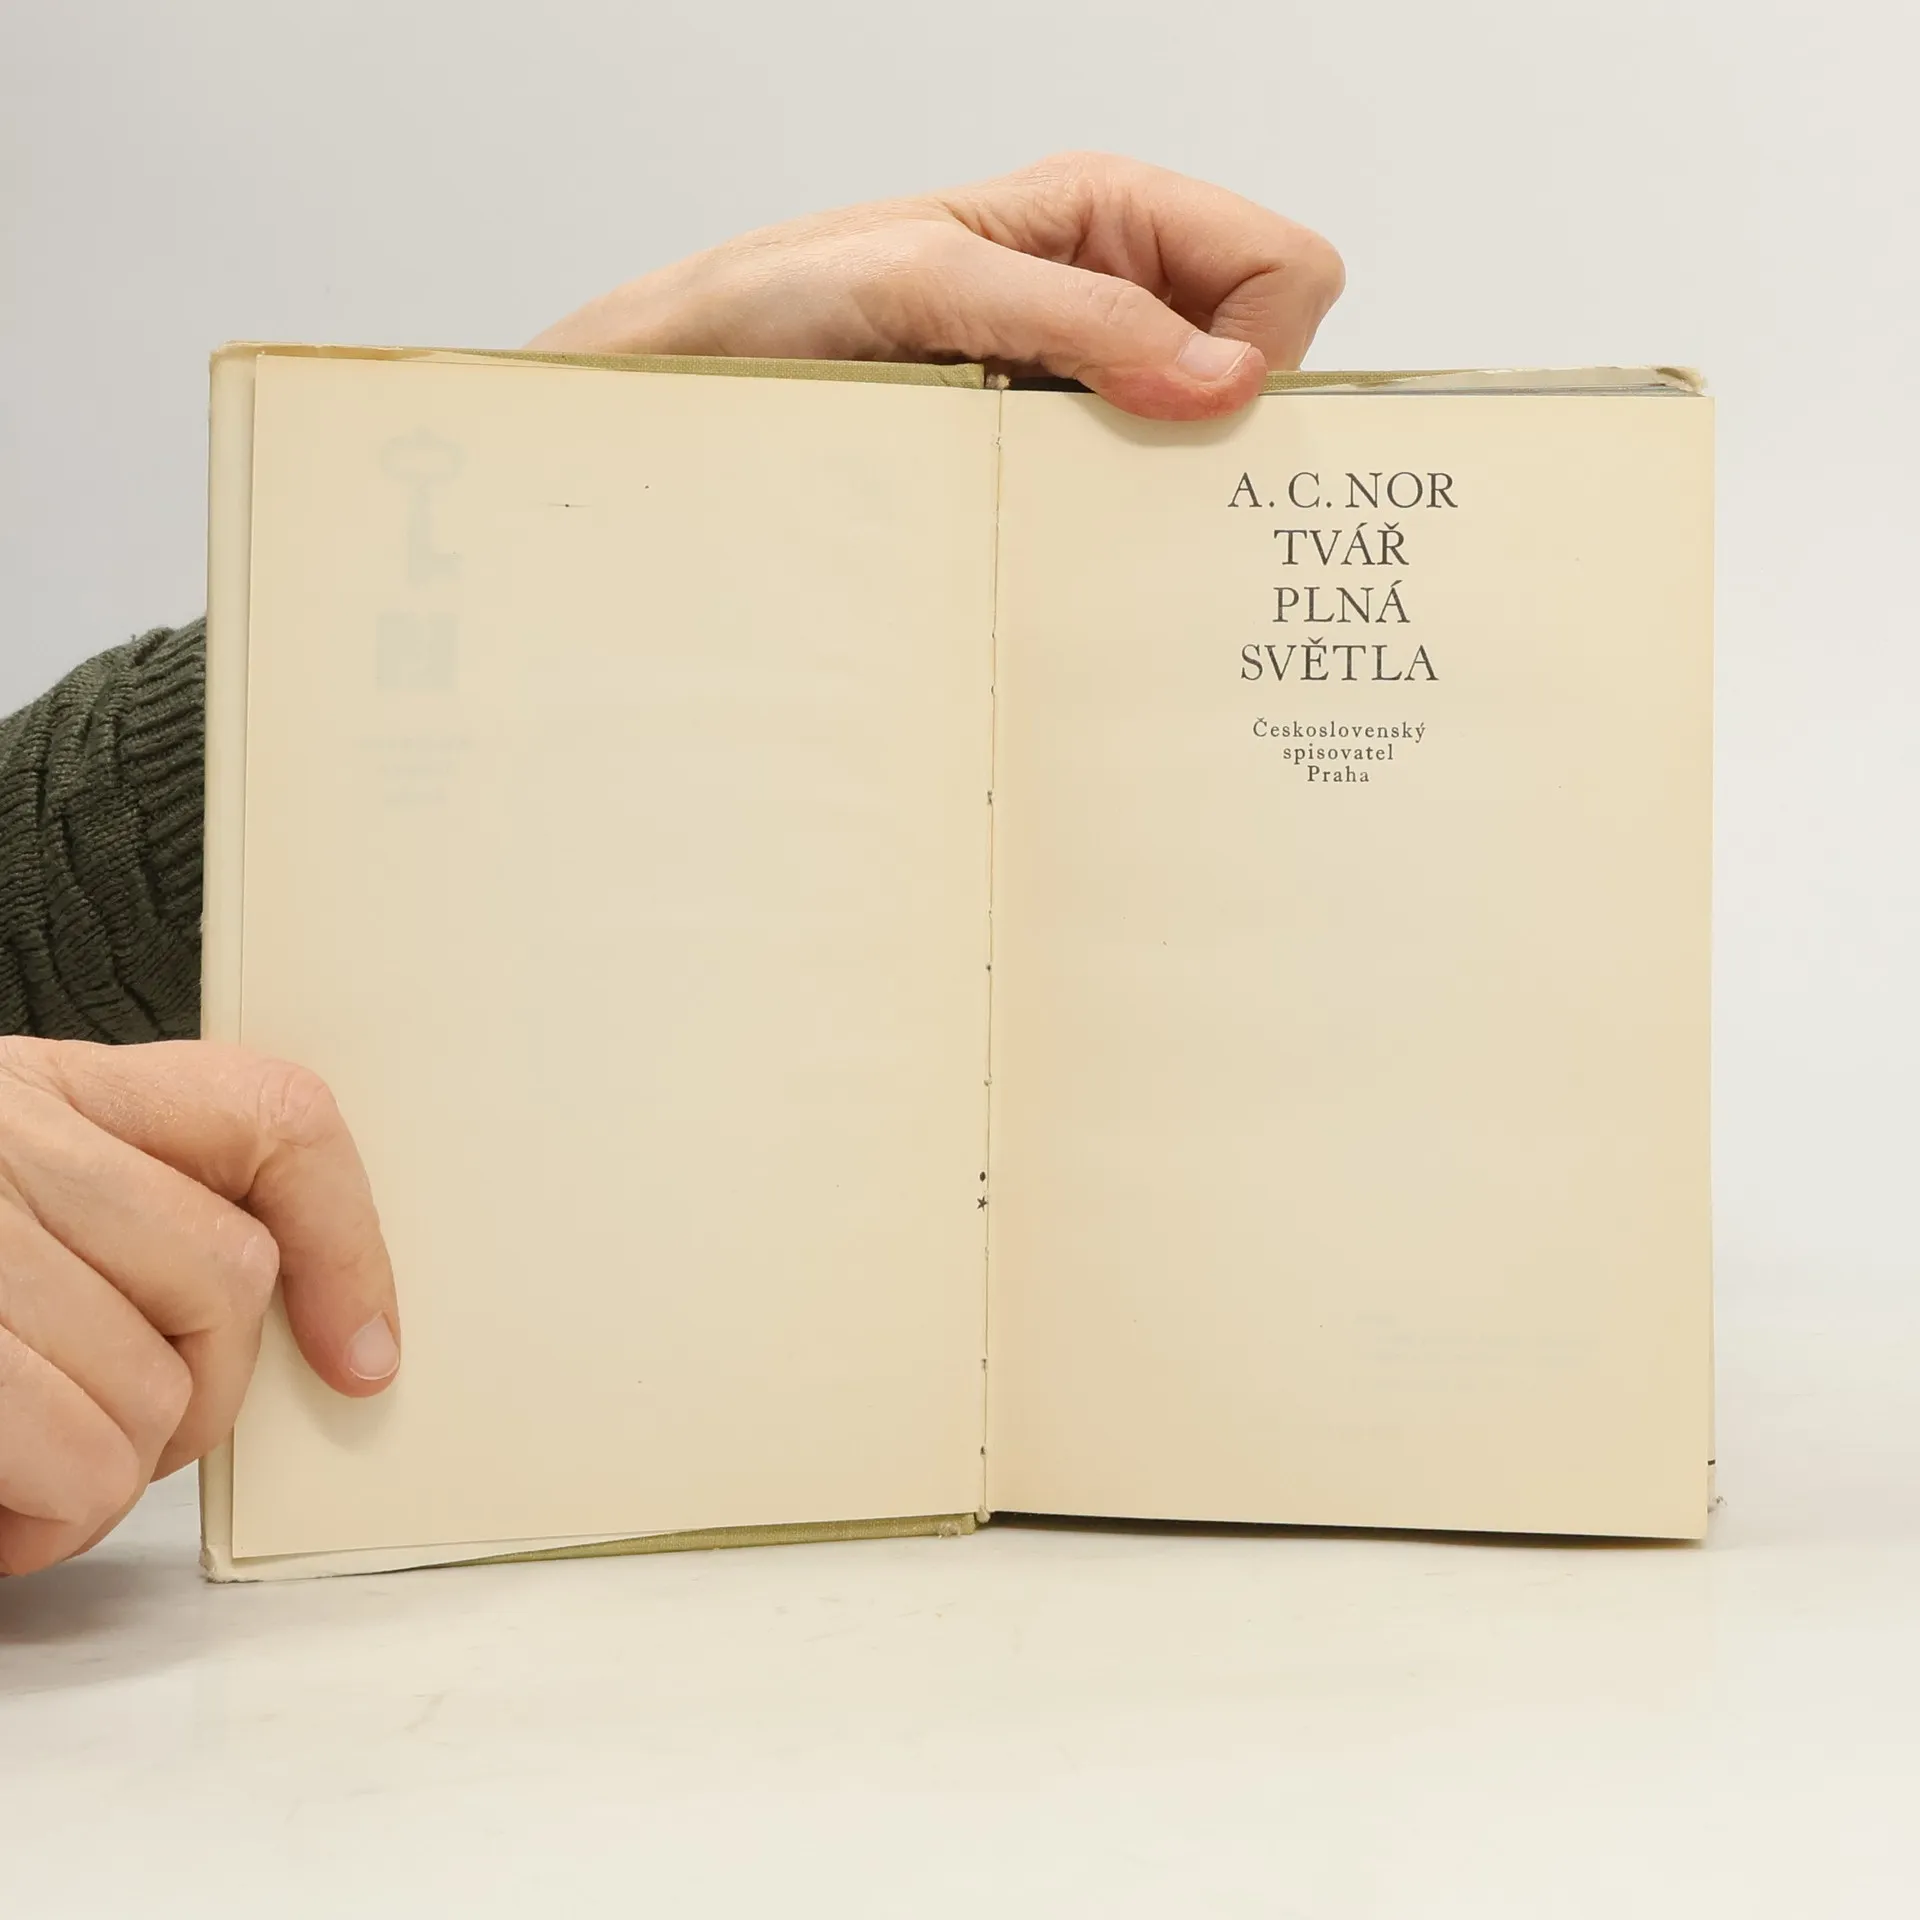 A. C. NOR
TVÁŘ
PLNÁ
SVĚTLA
Československý
spisovatel
Praha